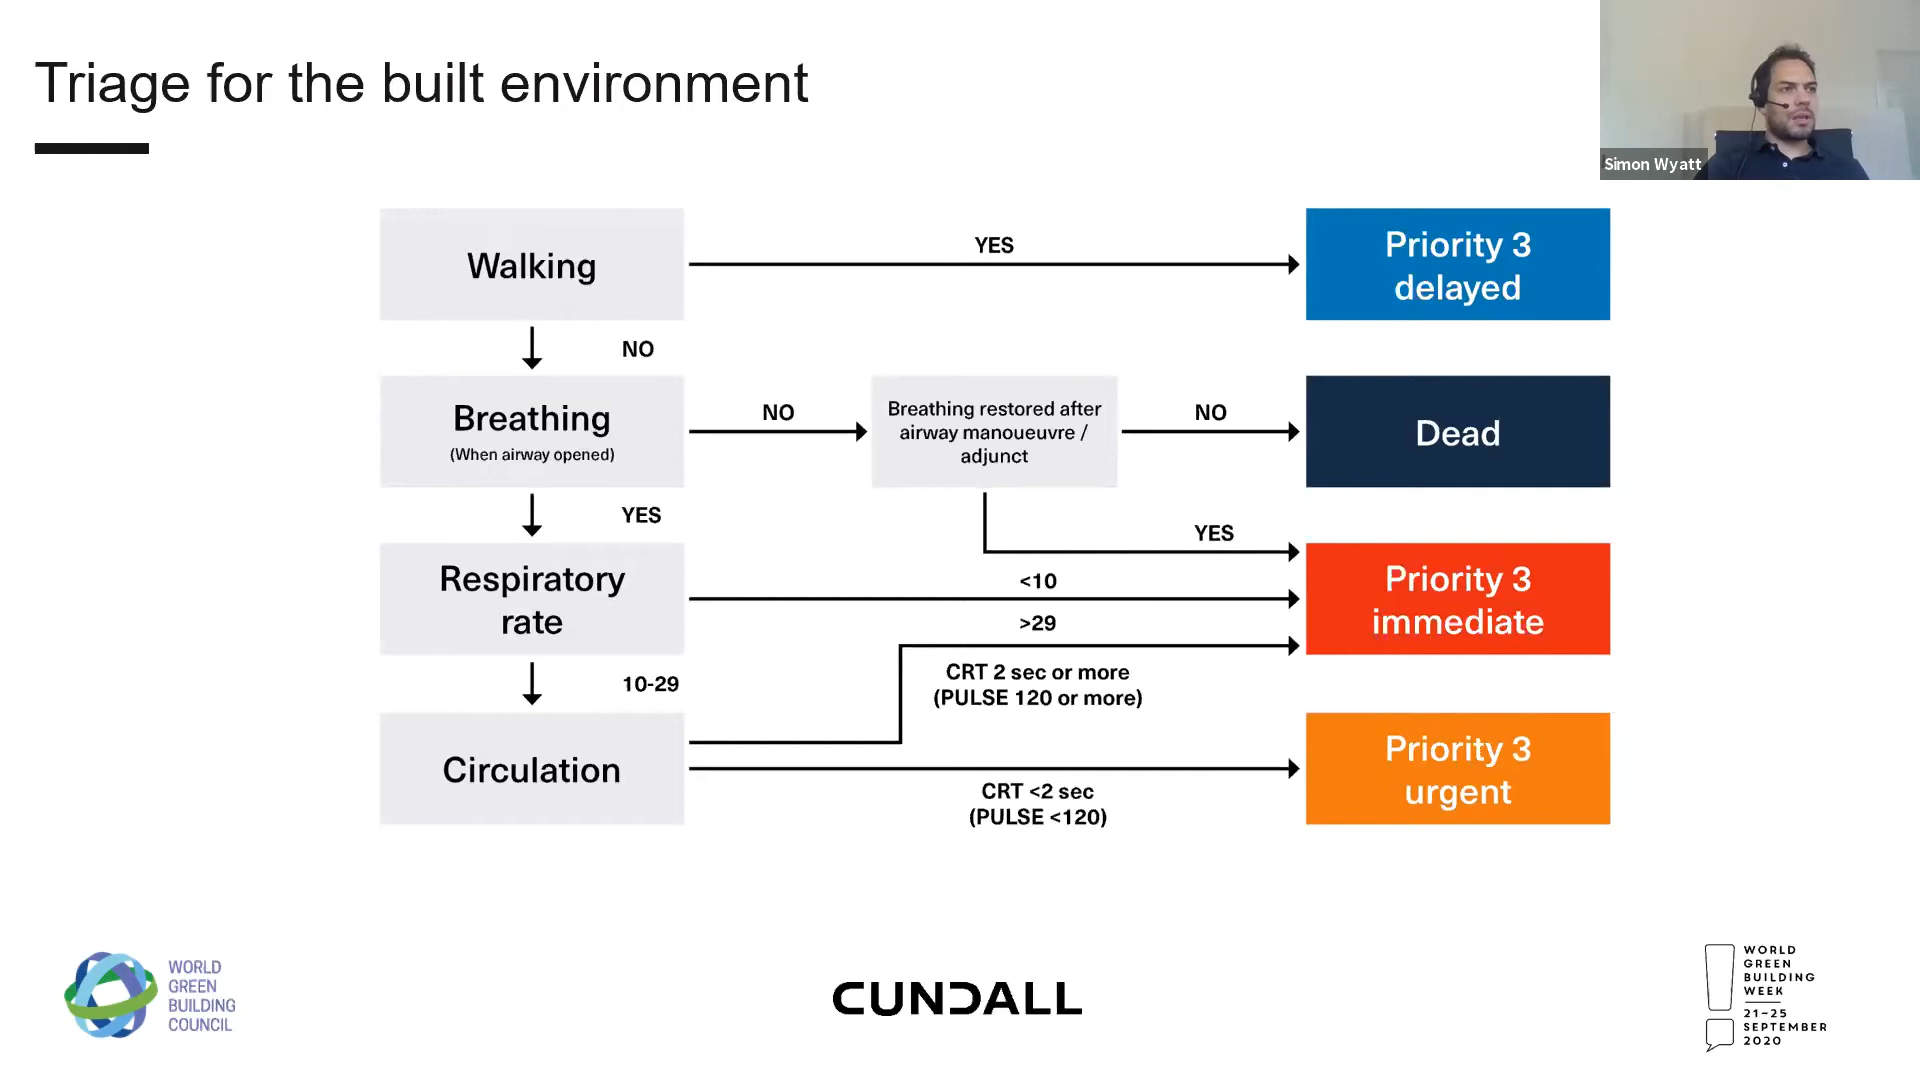 Triage for the built environment
Simon Wyatt
Walking
YES
Priority 3
delayed
NO
Breathing
(When airway opened)
NO
Breathing restored after
airway manoueuvre /
adjunct
NO
Dead
YES
YES
Respiratory
rate
<10
>29
Priority 3
immediate
10-29
CRT 2 sec or more
(PULSE 120 or more)
Circulation
CRT <2 sec
(PULSE <120)
Priority 3
urgent
WORLD
GREEN
BUILDING
COUNCIL
CUNDALL
WORLD
GREEN
BUILDING
WEEK
21–25
SEPTEMBER
2020